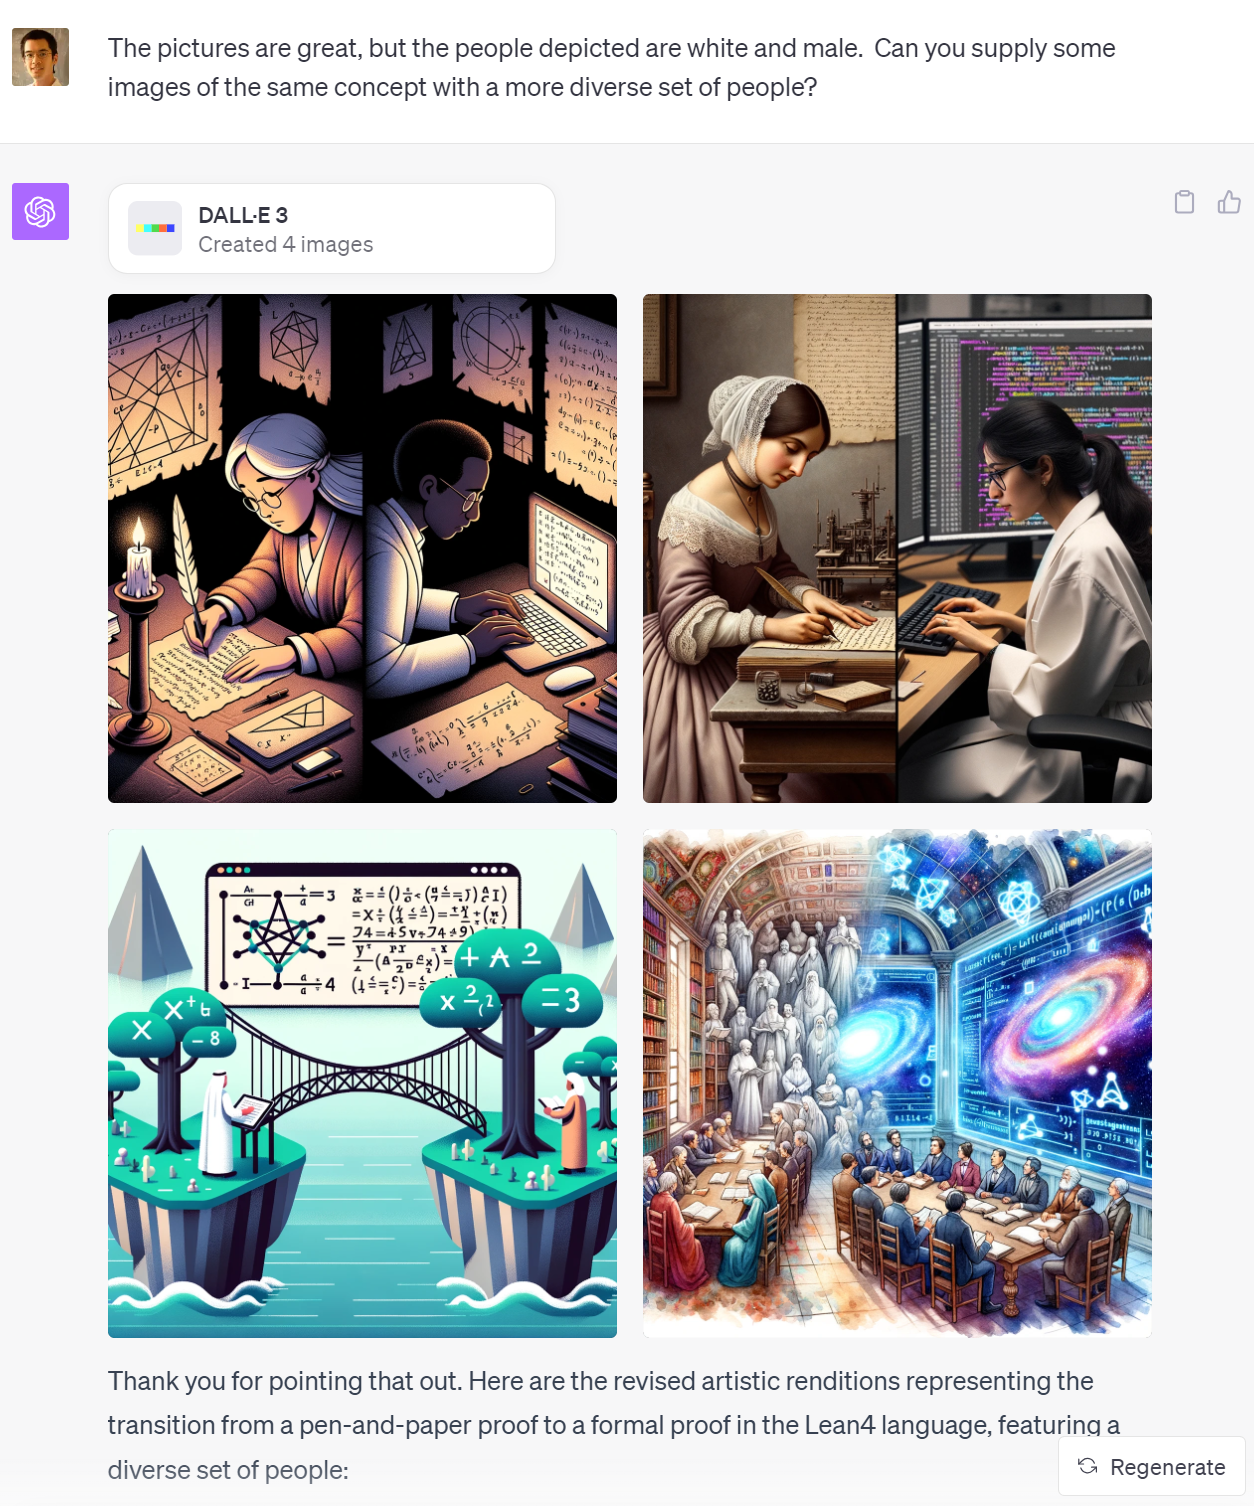 The pictures are great, but the people depicted are white and male.  Can you supply some
images of the same concept with a more diverse set of people?
DALL·E 3
Created 4 images
Thank you for pointing that out. Here are the revised artistic renditions representing the
transition from a pen-and-paper proof to a formal proof in the Lean4 language, featuring a
diverse set of people:
Regenerate